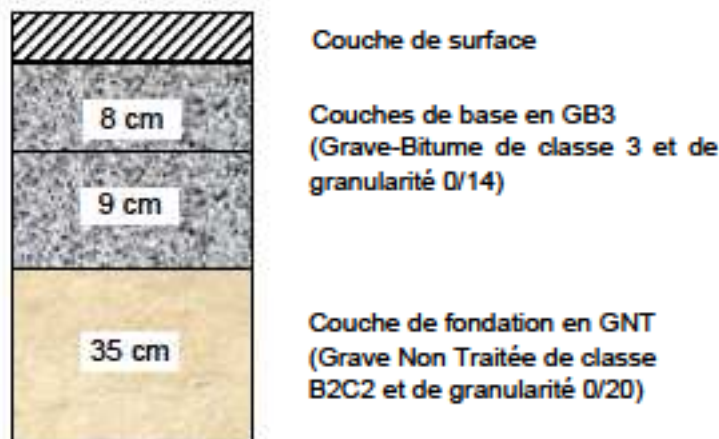 Couche de surface
8 cm
Couches de base en GB3
(Grave-Bitume de classe 3 et de
granularité 0/14)
9 cm
35 cm
Couche de fondation en GNT
(Grave Non Traitée de classe
B2C2 et de granularité 0/20)